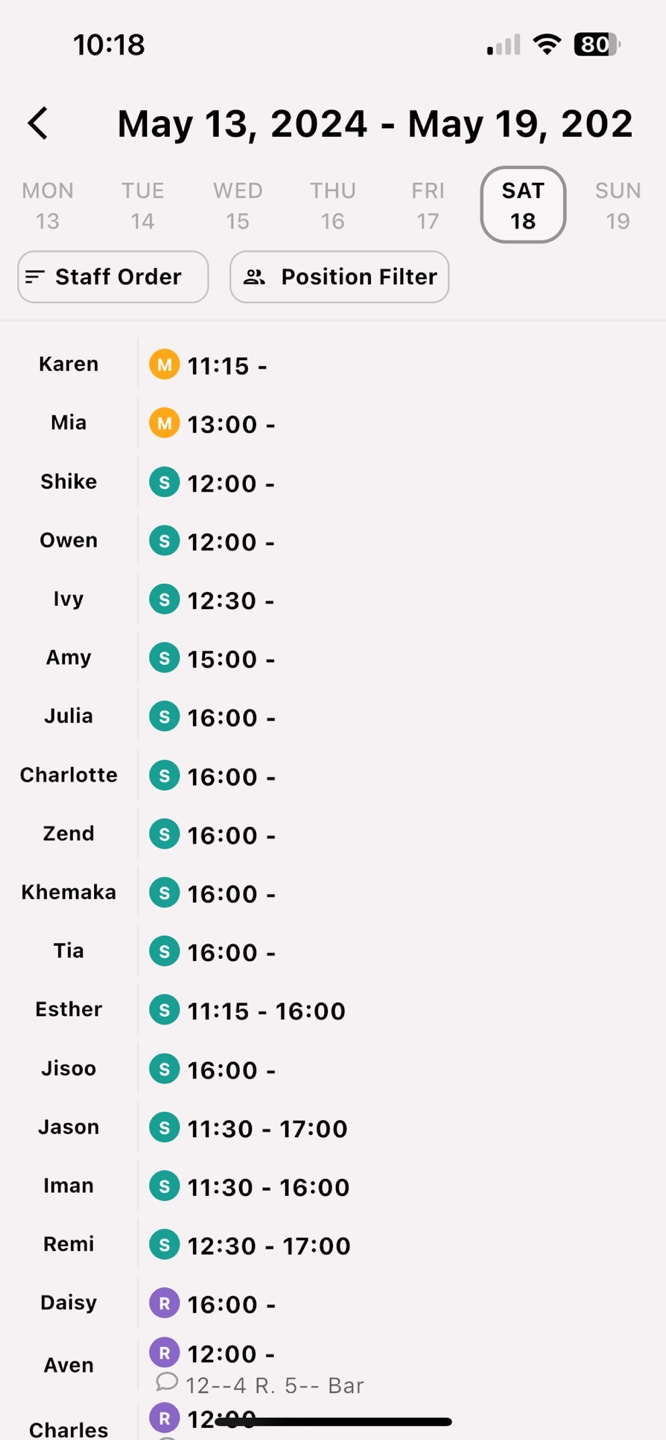 10:18
80
May 13, 2024 - May 19, 202
MON TUE WED THU FRI SAT SUN
13 14 15 16 17 18 19
Staff Order Position Filter
Karen M 11:15 -
Mia M 13:00 -
Shike S 12:00 -
Owen S 12:00 -
Ivy S 12:30 -
Amy S 15:00 -
Julia S 16:00 -
Charlotte S 16:00 -
Zend S 16:00 -
Khemaka S 16:00 -
Tia S 16:00 -
Esther S 11:15 - 16:00
Jisoo S 16:00 -
Jason S 11:30 - 17:00
Iman S 11:30 - 16:00
Remi S 12:30 - 17:00
Daisy R 16:00 -
Aven R 12:00 -
12--4 R. 5-- Bar
Charles R 12:00